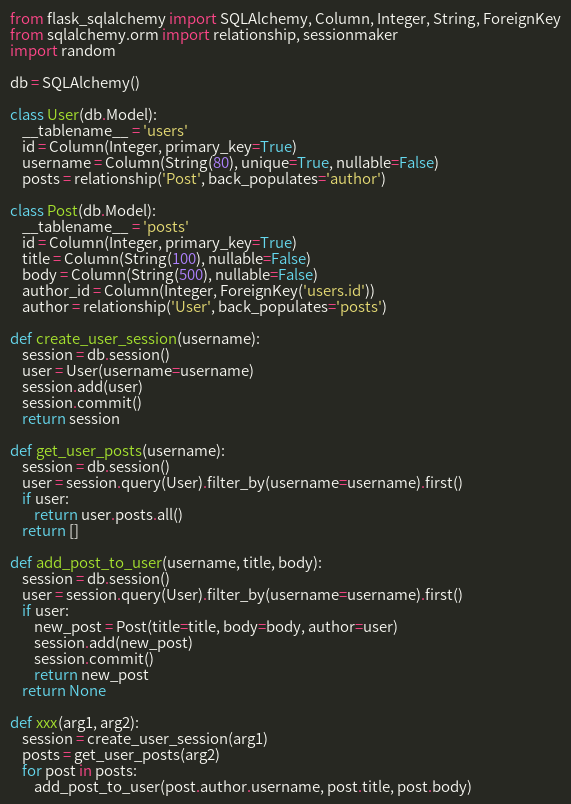 from flask_sqlalchemy import SQLAlchemy, Column, Integer, String, ForeignKey
from sqlalchemy.orm import relationship, sessionmaker
import random

db = SQLAlchemy()

class User(db.Model):
    __tablename__ = 'users'
    id = Column(Integer, primary_key=True)
    username = Column(String(80), unique=True, nullable=False)
    posts = relationship('Post', back_populates='author')

class Post(db.Model):
    __tablename__ = 'posts'
    id = Column(Integer, primary_key=True)
    title = Column(String(100), nullable=False)
    body = Column(String(500), nullable=False)
    author_id = Column(Integer, ForeignKey('users.id'))
    author = relationship('User', back_populates='posts')

def create_user_session(username):
    session = db.session()
    user = User(username=username)
    session.add(user)
    session.commit()
    return session

def get_user_posts(username):
    session = db.session()
    user = session.query(User).filter_by(username=username).first()
    if user:
        return user.posts.all()
    return []

def add_post_to_user(username, title, body):
    session = db.session()
    user = session.query(User).filter_by(username=username).first()
    if user:
        new_post = Post(title=title, body=body, author=user)
        session.add(new_post)
        session.commit()
        return new_post
    return None

def xxx(arg1, arg2):
    session = create_user_session(arg1)
    posts = get_user_posts(arg2)
    for post in posts:
        add_post_to_user(post.author.username, post.title, post.body)